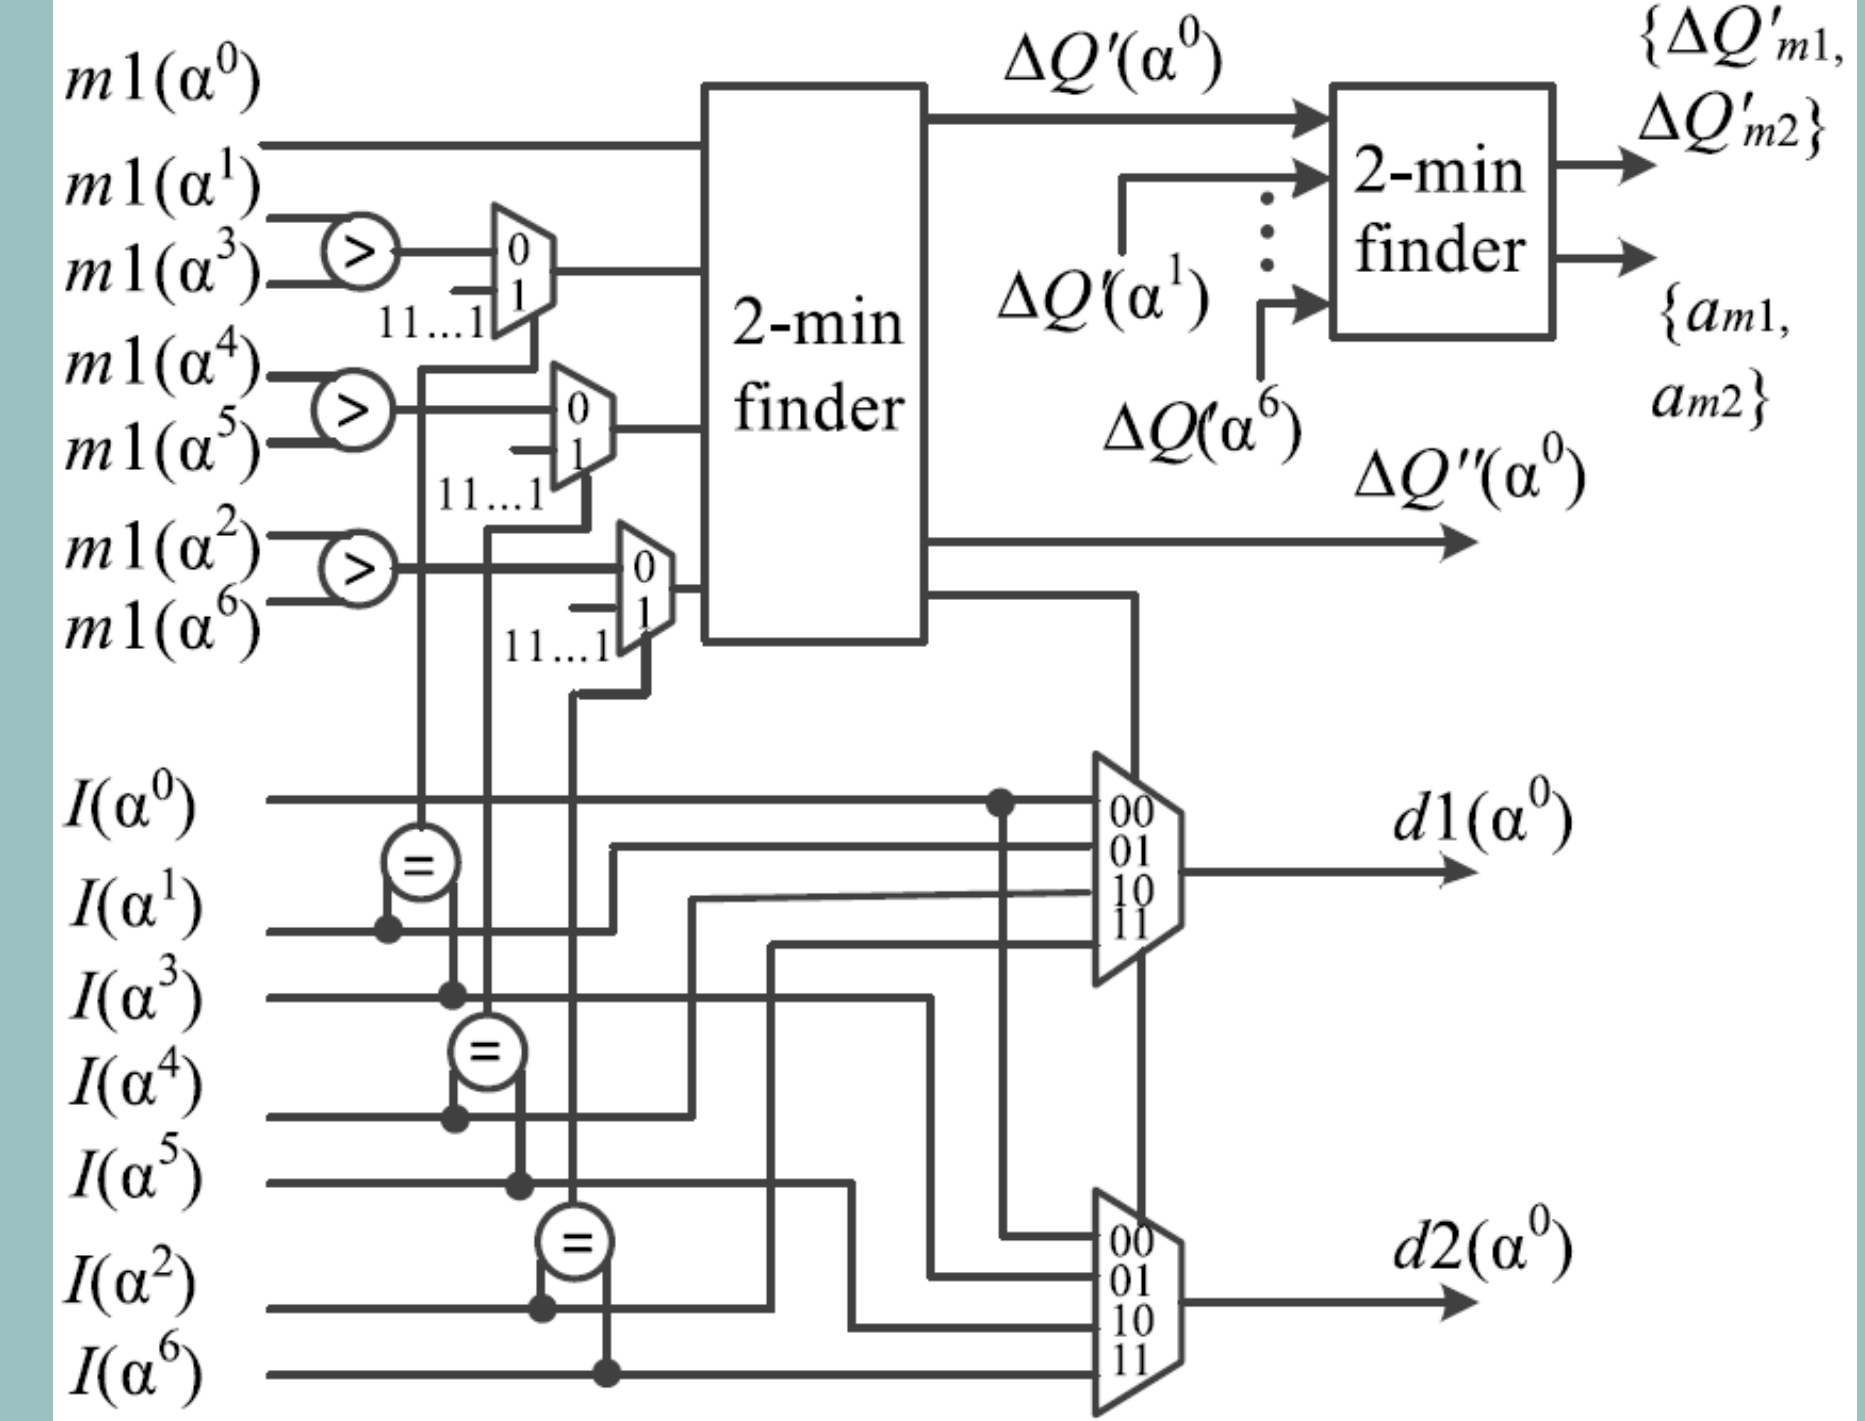 m1(α⁰)
m1(α¹)
m1(α³)
m1(α⁴)
m1(α⁵)
m1(α²)
m1(α⁶)
>
>
>
0
1
11...1
0
1
11...1
0
1
11...1
2-min
finder
ΔQ'(α⁰)
ΔQ'(α¹)
ΔQ'(α⁶)
2-min
finder
{ΔQ'm1,
ΔQ'm2}
{am1,
am2}
ΔQ''(α⁰)
I(α⁰)
I(α¹)
I(α³)
I(α⁴)
I(α⁵)
I(α²)
I(α⁶)
=
=
=
00
01
10
11
d1(α⁰)
00
01
10
11
d2(α⁰)